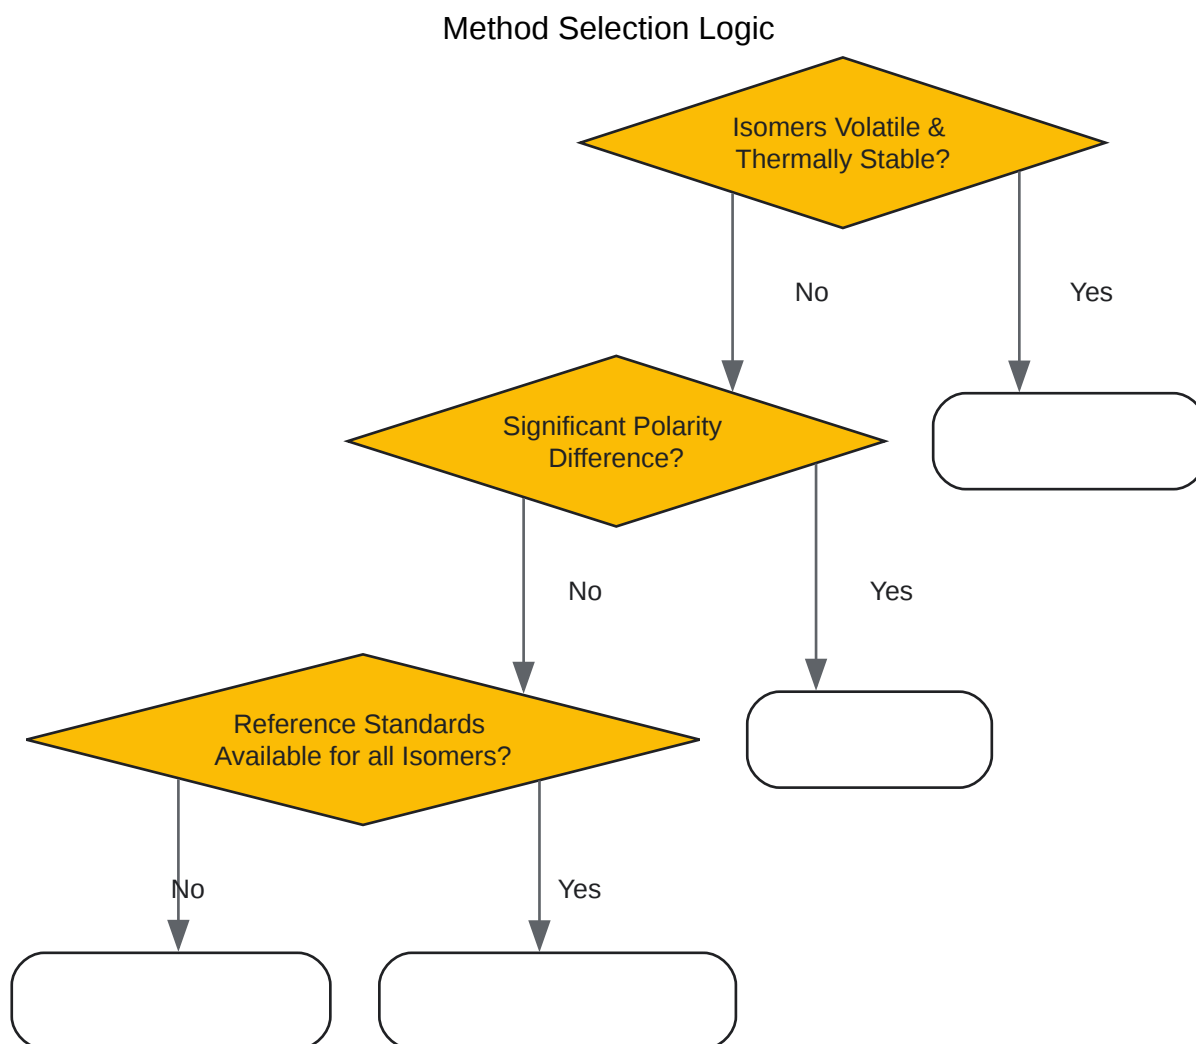 Method Selection Logic
Isomers Volatile &
Thermally Stable?
No
Yes
Significant Polarity
Difference?
No
Yes
Reference Standards
Available for all Isomers?
No
Yes